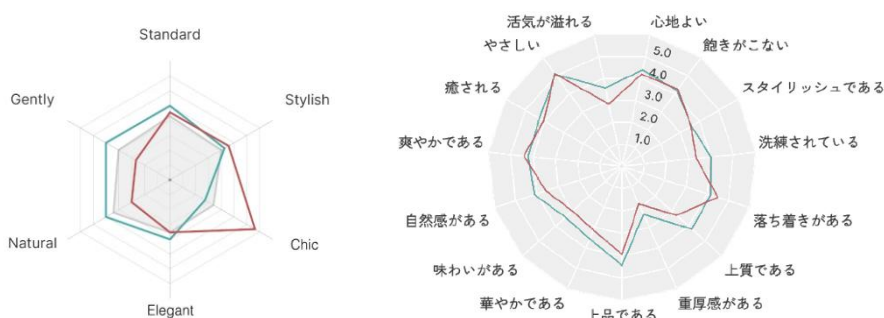 Standard
Stylish
Chic
Elegant
Natural
Gently
心地よい
飽きがこない
スタイリッシュである
洗練されている
落ち着きがある
上質である
重厚感がある
上品である
華やかである
味わいがある
自然感がある
爽やかである
癒される
やさしい
活気が溢れる
5.0
4.0
3.0
2.0
1.0